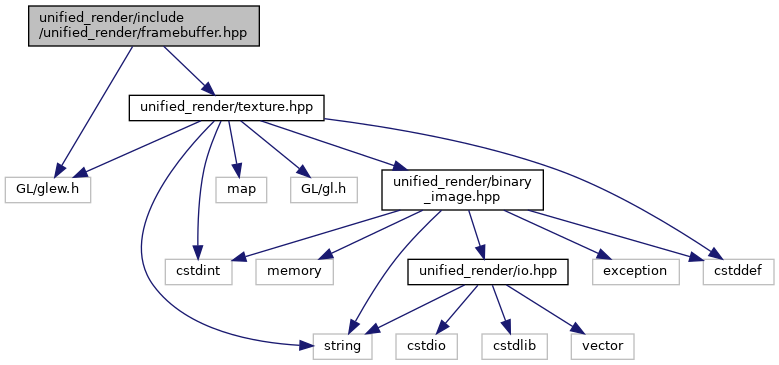 unified_render/include
/unified_render/framebuffer.hpp
unified_render/texture.hpp
GL/glew.h
map
GL/gl.h
unified_render/binary
_image.hpp
cstdint
memory
unified_render/io.hpp
exception
cstddef
string
cstdio
cstdlib
vector